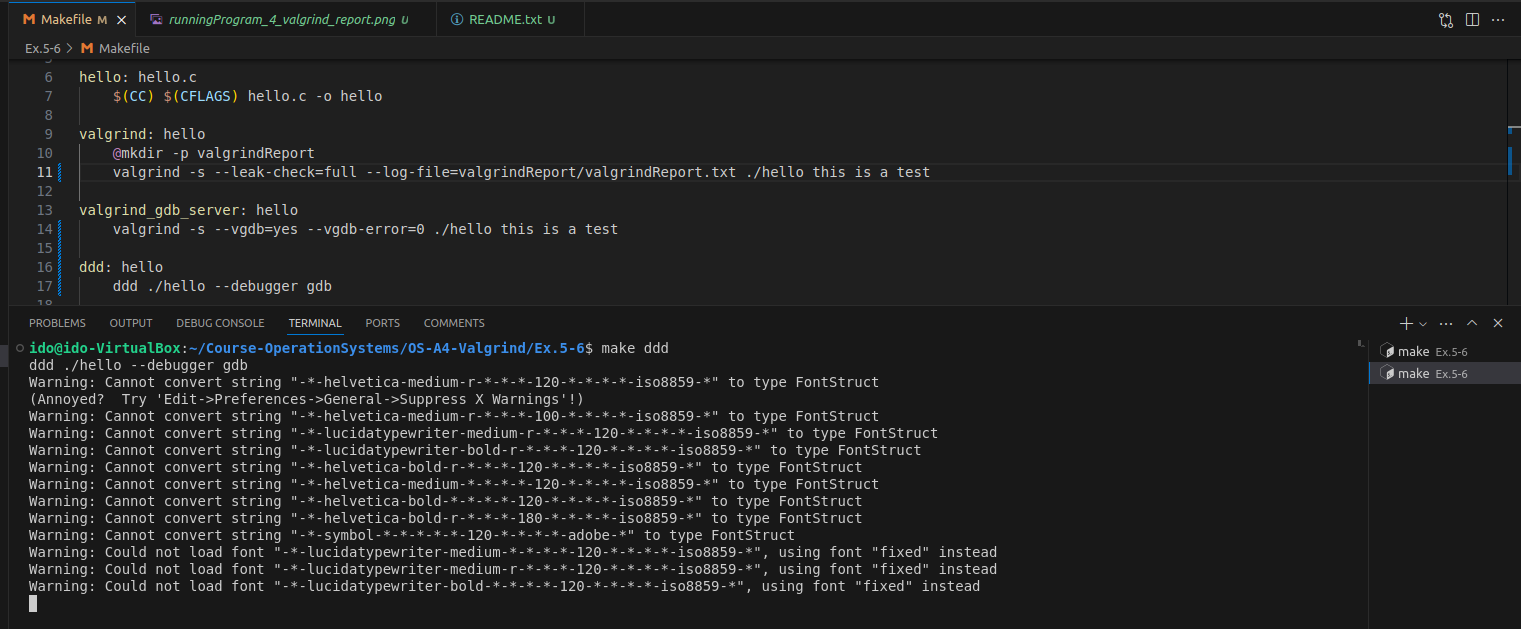 Makefile M
runningProgram_4_valgrind_report.png U
README.txt U
Ex.5-6 > Makefile
6 hello: hello.c
7 $(CC) $(CFLAGS) hello.c -o hello
8
9 valgrind: hello
10 @mkdir -p valgrindReport
11 valgrind -s --leak-check=full --log-file=valgrindReport/valgrindReport.txt ./hello this is a test
12
13 valgrind_gdb_server: hello
14 valgrind -s --vgdb=yes --vgdb-error=0 ./hello this is a test
15
16 ddd: hello
17 ddd ./hello --debugger gdb
18
PROBLEMS OUTPUT DEBUG CONSOLE TERMINAL PORTS COMMENTS
ido@ido-VirtualBox:~/Course-OperationSystems/OS-A4-Valgrind/Ex.5-6$ make ddd
ddd ./hello --debugger gdb
Warning: Cannot convert string "-*-helvetica-medium-r-*-*-*-120-*-*-*-*-iso8859-*" to type FontStruct
(Annoyed?  Try 'Edit->Preferences->General->Suppress X Warnings'!)
Warning: Cannot convert string "-*-helvetica-medium-r-*-*-*-100-*-*-*-*-iso8859-*" to type FontStruct
Warning: Cannot convert string "-*-lucidatypewriter-medium-r-*-*-*-120-*-*-*-*-iso8859-*" to type FontStruct
Warning: Cannot convert string "-*-lucidatypewriter-bold-r-*-*-*-120-*-*-*-*-iso8859-*" to type FontStruct
Warning: Cannot convert string "-*-helvetica-bold-r-*-*-*-120-*-*-*-*-iso8859-*" to type FontStruct
Warning: Cannot convert string "-*-helvetica-medium-*-*-*-*-120-*-*-*-*-iso8859-*" to type FontStruct
Warning: Cannot convert string "-*-helvetica-bold-*-*-*-*-120-*-*-*-*-iso8859-*" to type FontStruct
Warning: Cannot convert string "-*-helvetica-bold-r-*-*-*-180-*-*-*-*-iso8859-*" to type FontStruct
Warning: Cannot convert string "-*-symbol-*-*-*-*-*-120-*-*-*-*-adobe-*" to type FontStruct
Warning: Could not load font "-*-lucidatypewriter-medium-*-*-*-*-120-*-*-*-*-iso8859-*", using font "fixed" instead
Warning: Could not load font "-*-lucidatypewriter-medium-r-*-*-*-120-*-*-*-*-iso8859-*", using font "fixed" instead
Warning: Could not load font "-*-lucidatypewriter-bold-*-*-*-*-120-*-*-*-*-iso8859-*", using font "fixed" instead
make Ex.5-6
make Ex.5-6